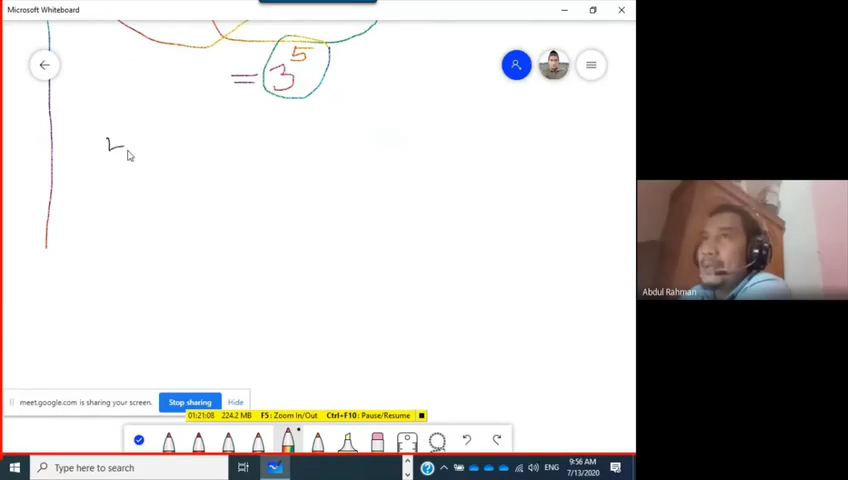 Microsoft Whiteboard
= 3^5
Abdul Rahman
meet.google.com is sharing your screen.
Stop sharing
Hide
01:21:08 224.2 MB F5: Zoom In/Out Ctrl+F10: Pause/Resume
Type here to search
ENG
9:56 AM
7/13/2020